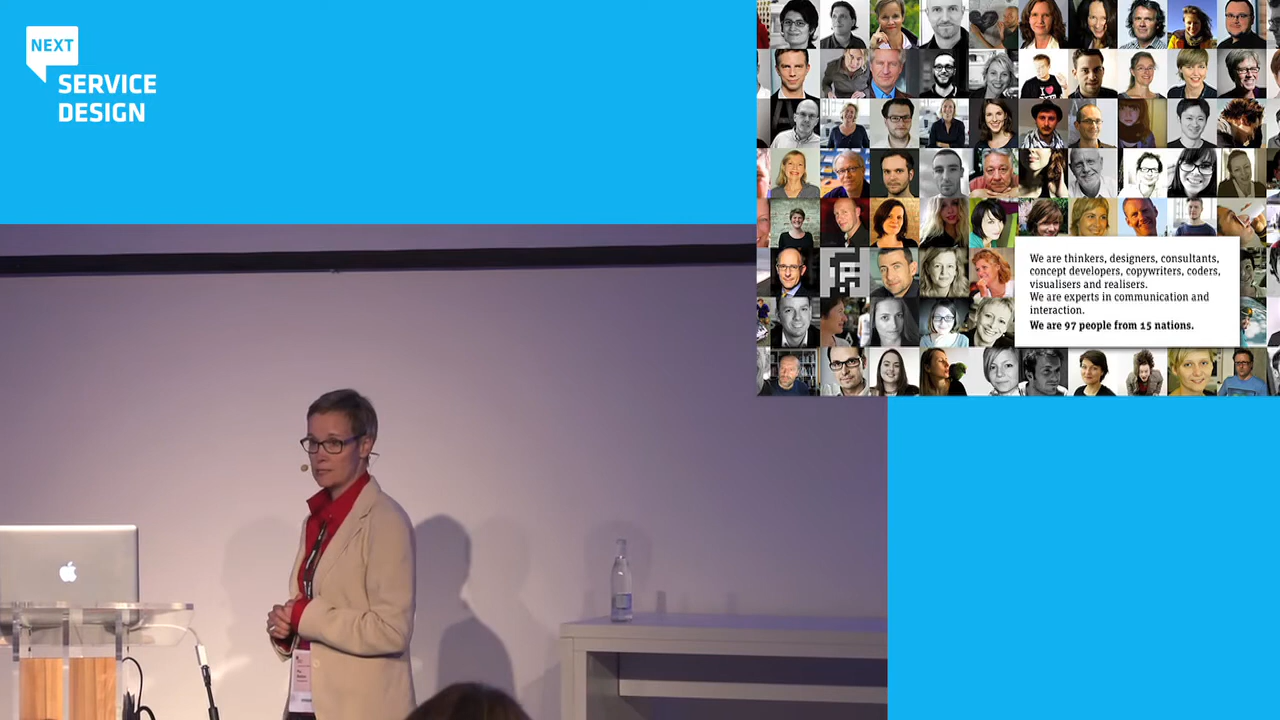 NEXT
SERVICE
DESIGN
We are thinkers, designers, consultants,
concept developers, copywriters, coders,
visualisers and realisers.
We are experts in communication and
interaction.
We are 97 people from 15 nations.